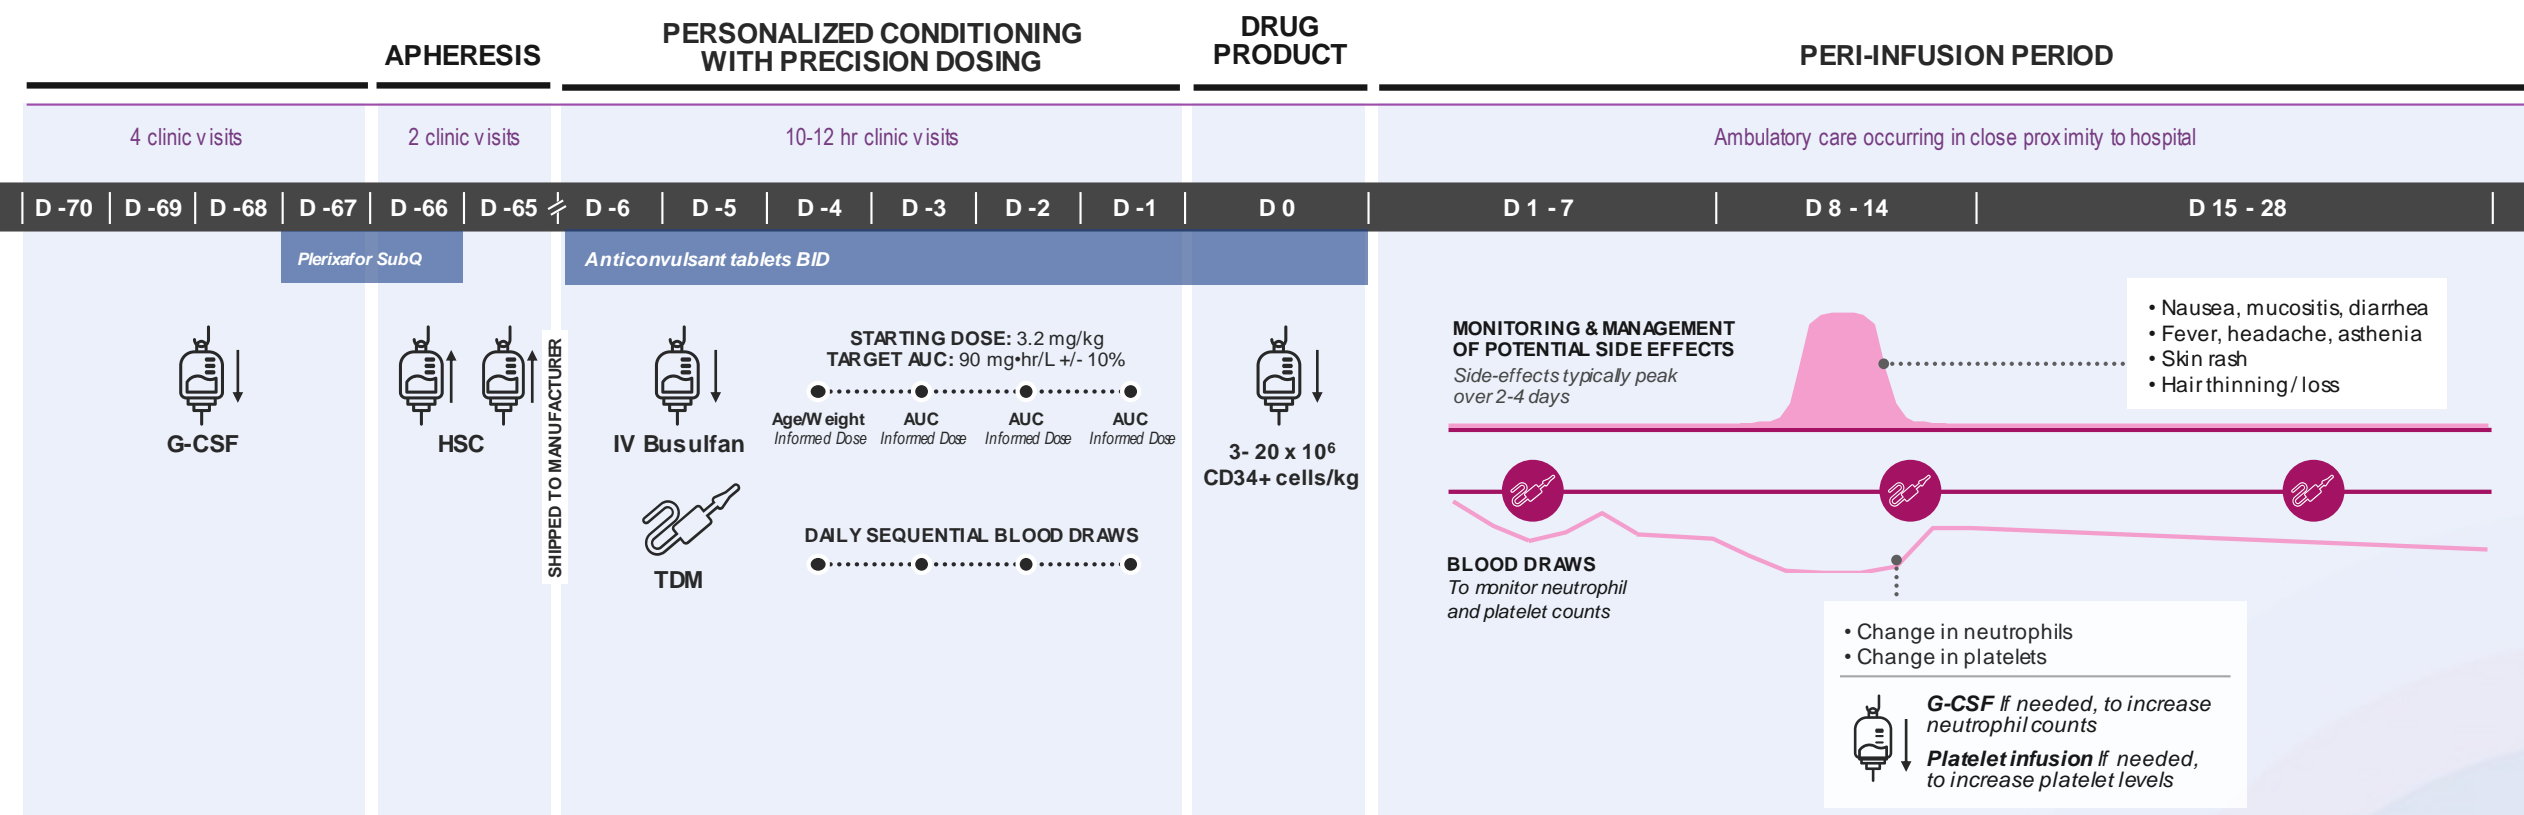 APHERESIS
PERSONALIZED CONDITIONING
WITH PRECISION DOSING
DRUG
PRODUCT
PERI-INFUSION PERIOD
4 clinic visits
2 clinic visits
10-12 hr clinic visits
Ambulatory care occurring in close proximity to hospital
D -70
D -69
D -68
D -67
D -66
D -65
D -6
D -5
D -4
D -3
D -2
D -1
D 0
D 1 - 7
D 8 - 14
D 15 - 28
Plerixafor SubQ
Anticonvulsant tablets BID
G-CSF
HSC
SHIPPED TO MANUFACTURER
IV Busulfan
STARTING DOSE: 3.2 mg/kg
TARGET AUC: 90 mg•hr/L +/- 10%
Age/Weight
Informed Dose
AUC
Informed Dose
AUC
Informed Dose
AUC
Informed Dose
TDM
DAILY SEQUENTIAL BLOOD DRAWS
3- 20 x 10⁶
CD34+ cells/kg
MONITORING & MANAGEMENT
OF POTENTIAL SIDE EFFECTS
Side-effects typically peak
over 2-4 days
• Nausea, mucositis, diarrhea
• Fever, headache, asthenia
• Skin rash
• Hair thinning / loss
BLOOD DRAWS
To monitor neutrophil
and platelet counts
• Change in neutrophils
• Change in platelets
G-CSF If needed, to increase
neutrophil counts
Platelet infusion If needed,
to increase platelet levels